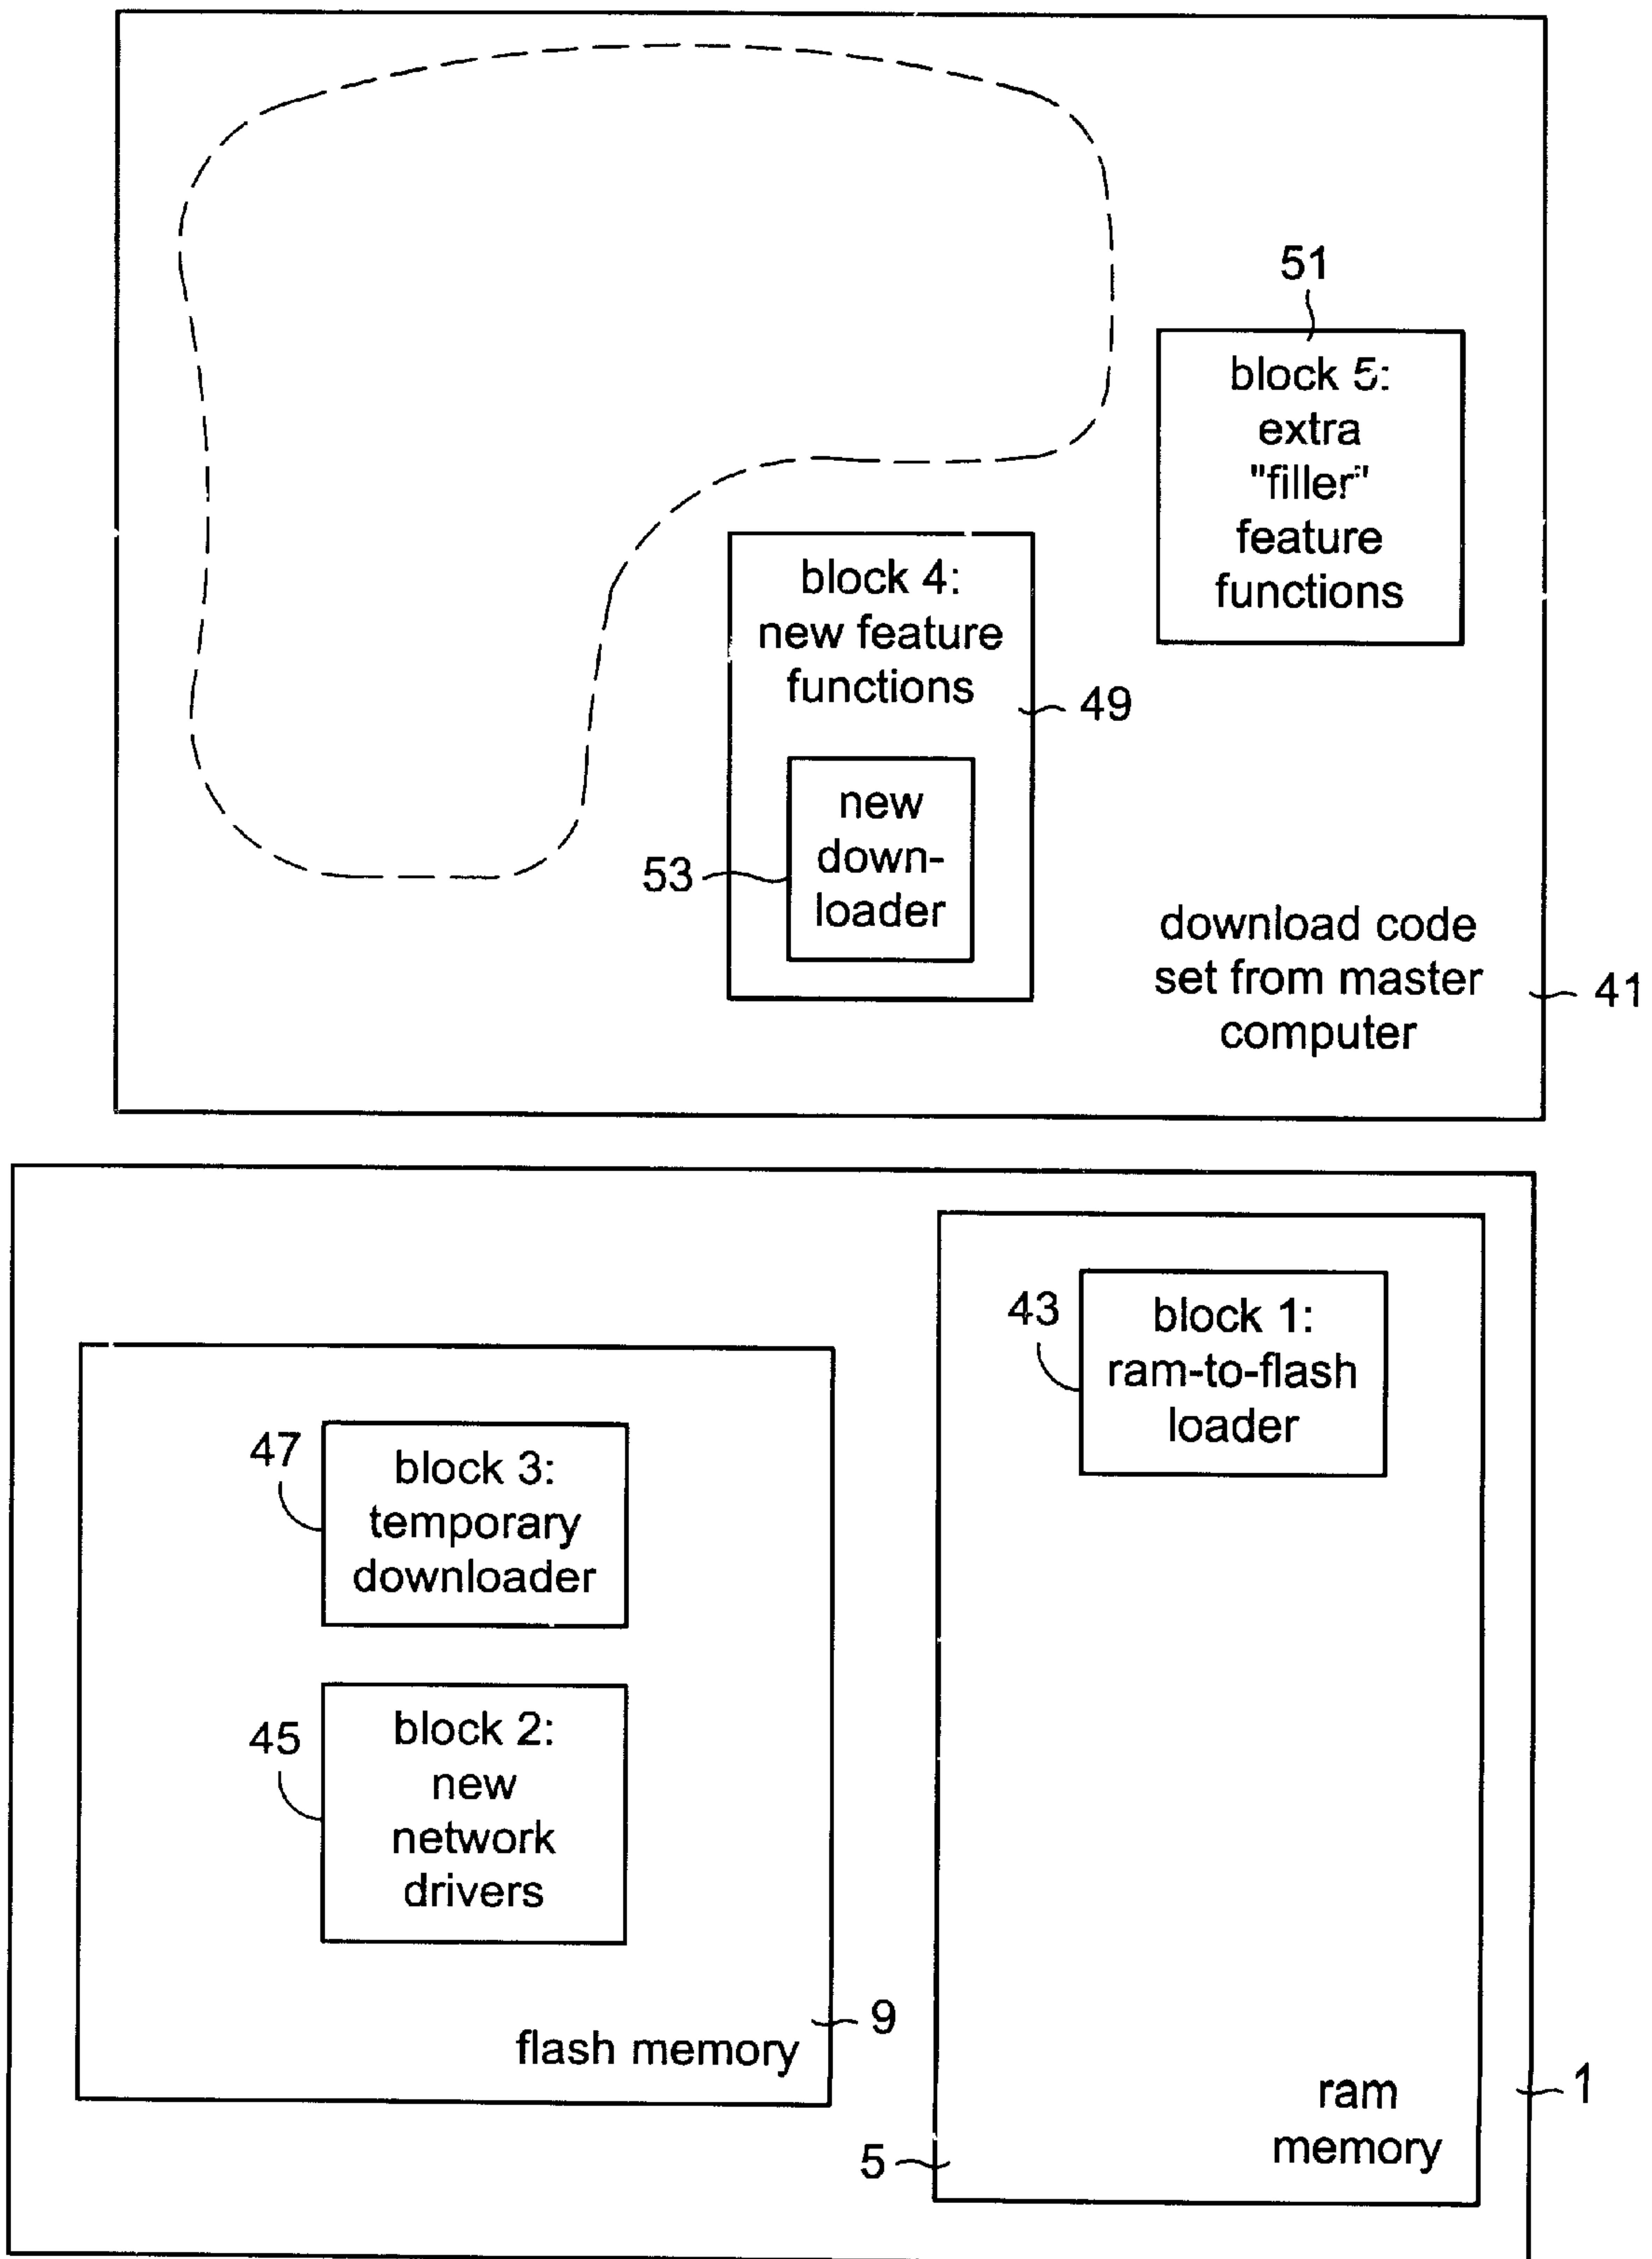 51
block 5:
extra
"filler"
feature
functions
block 4:
new feature
functions
49
new
down-
loader
53
download code
set from master
computer
41
43
block 1:
ram-to-flash
loader
47
block 3:
temporary
downloader
45
block 2:
new
network
drivers
9
flash memory
1
ram
memory
5